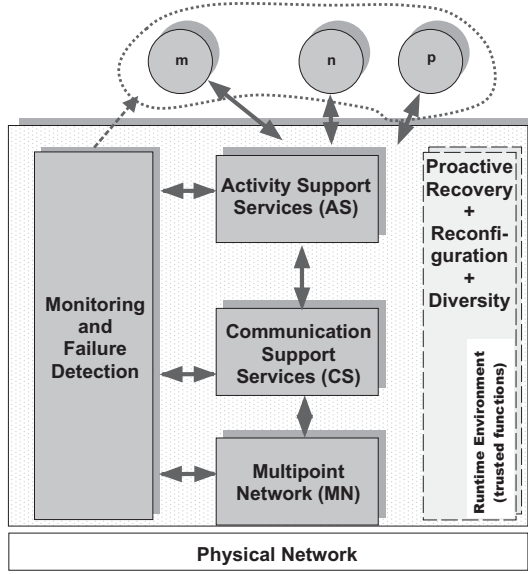 m
n
p
Activity Support
Services (AS)
Proactive
Recovery
+
Reconfi-
guration
+
Diversity
Monitoring
and
Failure
Detection
Communication
Support
Services (CS)
Runtime Environment
(trusted functions)
Multipoint
Network (MN)
Physical Network